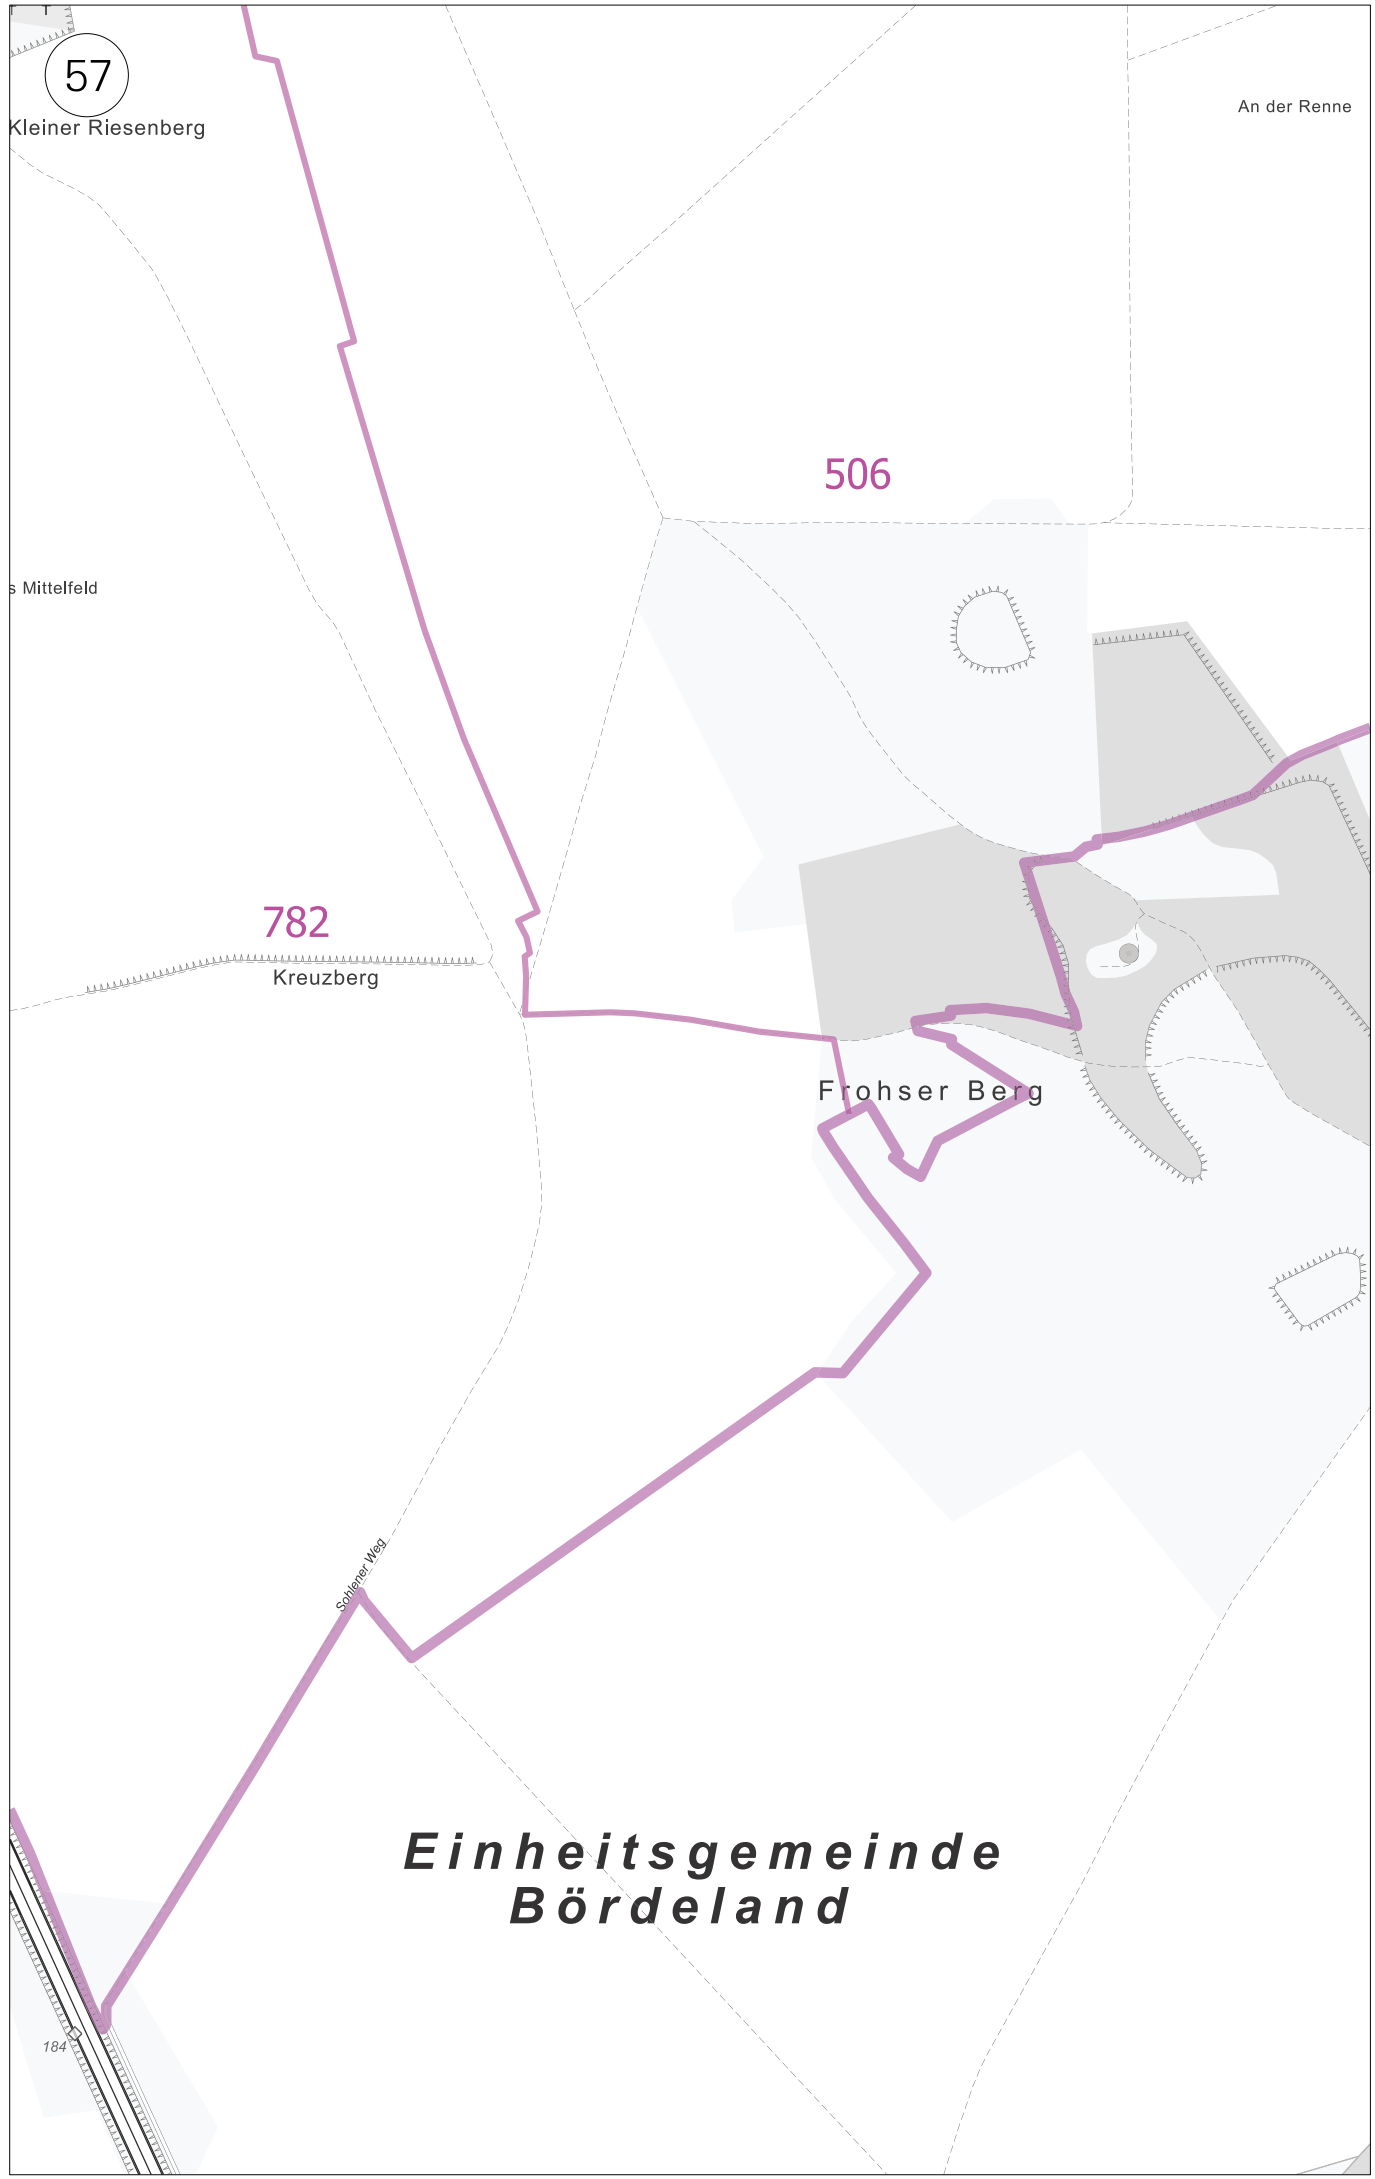 57
Kleiner Riesenberg
An der Renne
506
s Mittelfeld
782
Kreuzberg
Frohser Berg
Sohlener Weg
Einheitsgemeinde
Bördeland
184